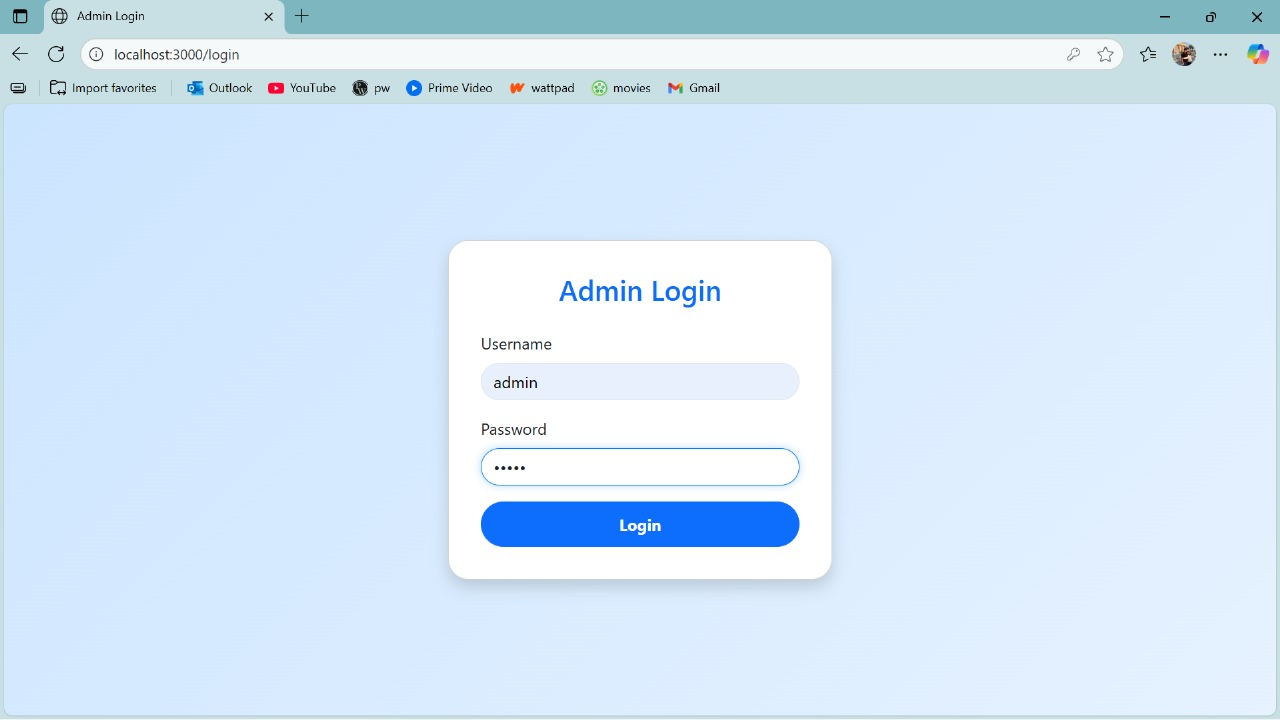 Admin Login
localhost:3000/login
Import favorites Outlook YouTube pw Prime Video wattpad movies Gmail
Admin Login
Username
admin
Password
•••••
Login